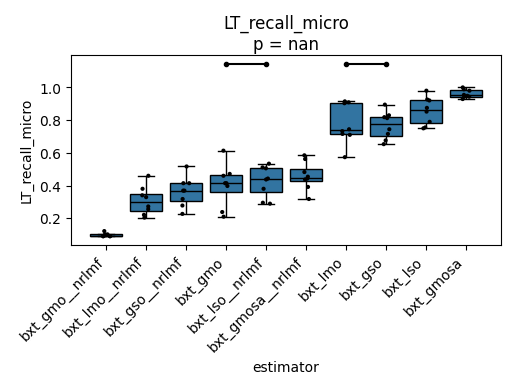 LT_recall_micro
p = nan
LT_recall_micro
1.0
0.8
0.6
0.4
0.2
bxt_gmo__nrlmf
bxt_lmo__nrlmf
bxt_gso__nrlmf
bxt_gmo
bxt_lso__nrlmf
bxt_gmosa__nrlmf
bxt_lmo
bxt_gso
bxt_lso
bxt_gmosa
estimator